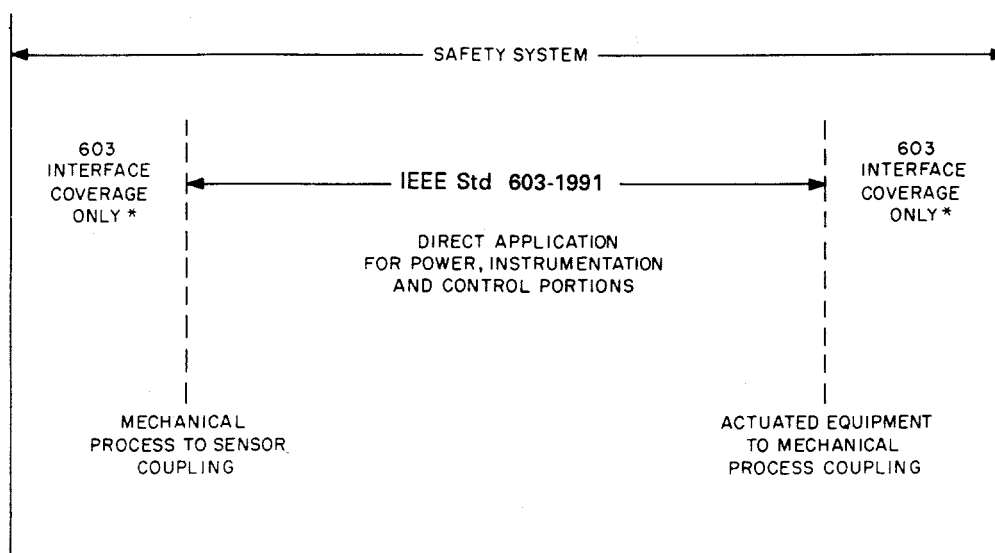 SAFETY SYSTEM
603
INTERFACE
COVERAGE
ONLY *
IEEE Std 603-1991
603
INTERFACE
COVERAGE
ONLY*
DIRECT APPLICATION
FOR POWER, INSTRUMENTATION
AND CONTROL PORTIONS
MECHANICAL
PROCESS TO SENSOR
COUPLING
ACTUATED EQUIPMENT
TO MECHANICAL
PROCESS COUPLING